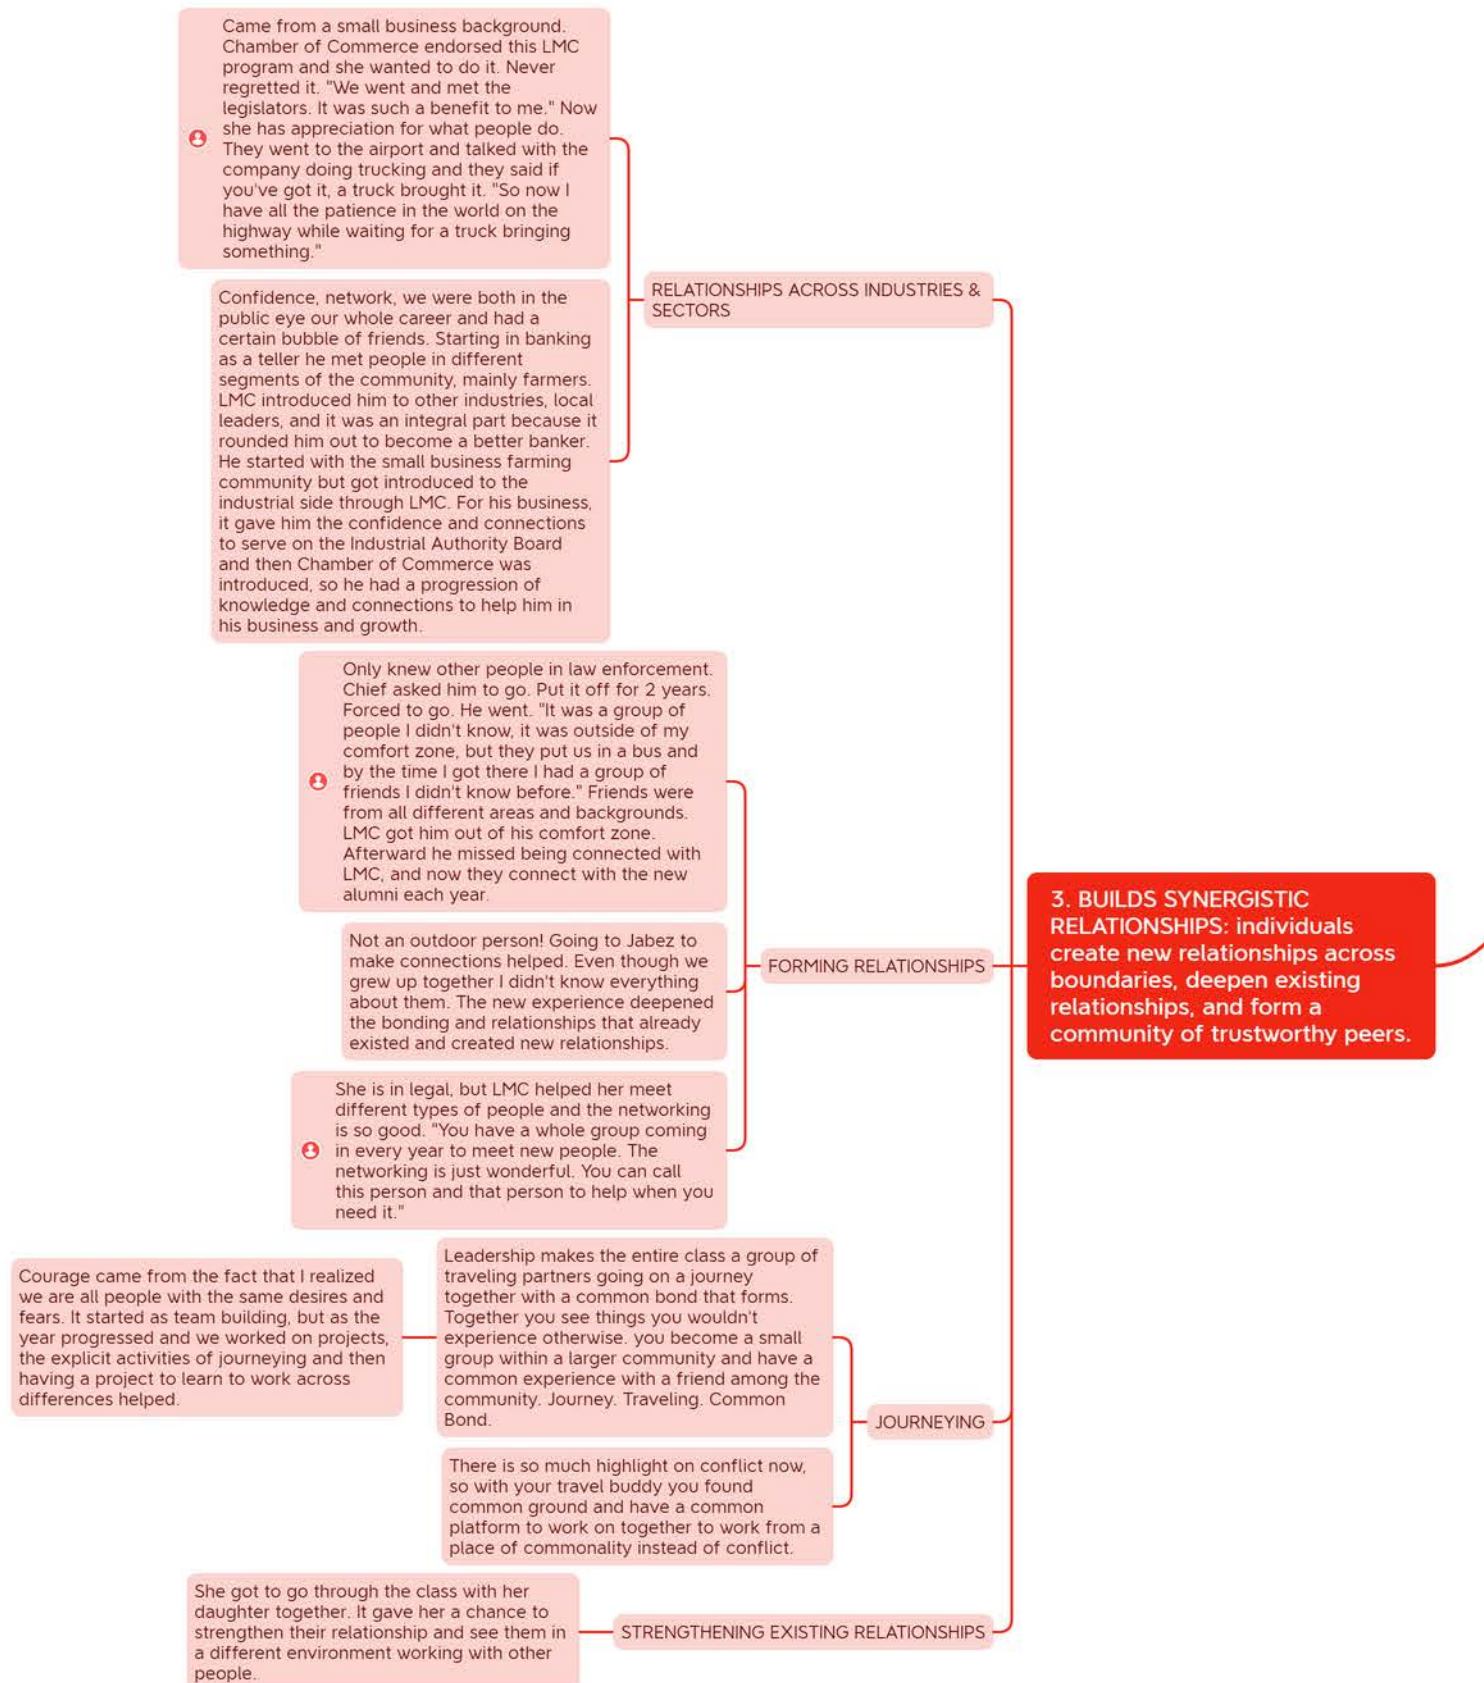 Came from a small business background.
Chamber of Commerce endorsed this LMC
program and she wanted to do it. Never
regretted it. "We went and met the
legislators. It was such a benefit to me." Now
she has appreciation for what people do.
They went to the airport and talked with the
company doing trucking and they said if
you've got it, a truck brought it. "So now I
have all the patience in the world on the
highway while waiting for a truck bringing
something."
Confidence, network, we were both in the
public eye our whole career and had a
certain bubble of friends. Starting in banking
as a teller he met people in different
segments of the community, mainly farmers.
LMC introduced him to other industries, local
leaders, and it was an integral part because it
rounded him out to become a better banker.
He started with the small business farming
community but got introduced to the
industrial side through LMC. For his business,
it gave him the confidence and connections
to serve on the Industrial Authority Board
and then Chamber of Commerce was
introduced, so he had a progression of
knowledge and connections to help him in
his business and growth.
RELATIONSHIPS ACROSS INDUSTRIES &
SECTORS
Only knew other people in law enforcement.
Chief asked him to go. Put it off for 2 years.
Forced to go. He went. "It was a group of
people I didn't know, it was outside of my
comfort zone, but they put us in a bus and
by the time I got there I had a group of
friends I didn't know before." Friends were
from all different areas and backgrounds.
LMC got him out of his comfort zone.
Afterward he missed being connected with
LMC, and now they connect with the new
alumni each year.
Not an outdoor person! Going to Jabez to
make connections helped. Even though we
grew up together I didn't know everything
about them. The new experience deepened
the bonding and relationships that already
existed and created new relationships.
She is in legal, but LMC helped her meet
different types of people and the networking
is so good. "You have a whole group coming
in every year to meet new people. The
networking is just wonderful. You can call
this person and that person to help when you
need it."
FORMING RELATIONSHIPS
3. BUILDS SYNERGISTIC
RELATIONSHIPS: individuals
create new relationships across
boundaries, deepen existing
relationships, and form a
community of trustworthy peers.
Courage came from the fact that I realized
we are all people with the same desires and
fears. It started as team building, but as the
year progressed and we worked on projects,
the explicit activities of journeying and then
having a project to learn to work across
differences helped.
Leadership makes the entire class a group of
traveling partners going on a journey
together with a common bond that forms.
Together you see things you wouldn't
experience otherwise. you become a small
group within a larger community and have a
common experience with a friend among the
community. Journey. Traveling. Common
Bond.
There is so much highlight on conflict now,
so with your travel buddy you found
common ground and have a common
platform to work on together to work from a
place of commonality instead of conflict.
JOURNEYING
She got to go through the class with her
daughter together. It gave her a chance to
strengthen their relationship and see them in
a different environment working with other
people.
STRENGTHENING EXISTING RELATIONSHIPS